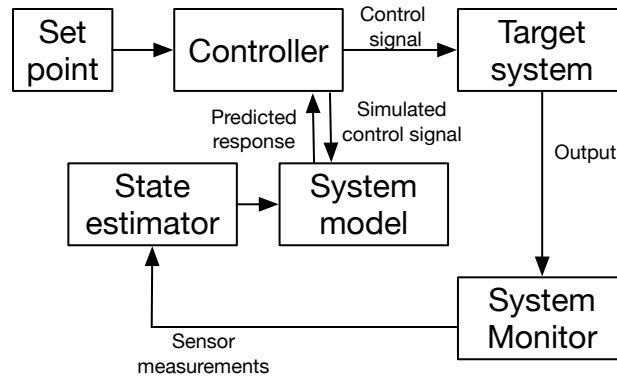 Set
point
Controller
Control
signal
Target
system
Predicted
response
Simulated
control signal
Output
State
estimator
System
model
System
Monitor
Sensor
measurements